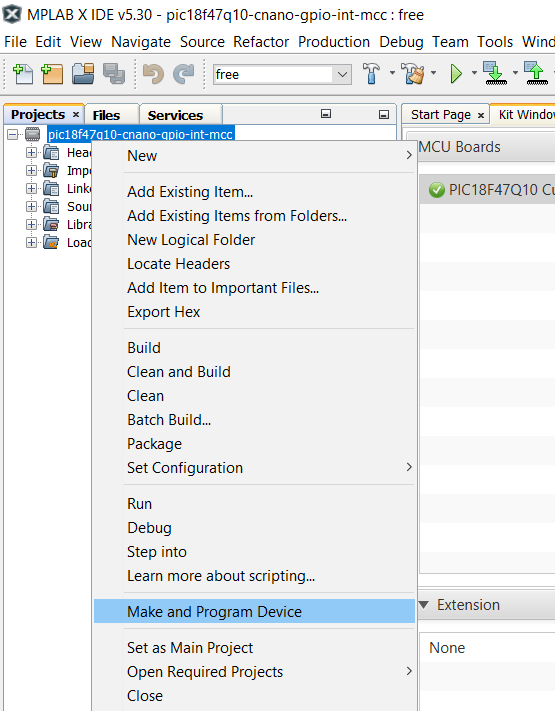 MPLAB X IDE v5.30 - pic18f47q10-cnano-gpio-int-mcc : free
File Edit View Navigate Source Refactor Production Debug Team Tools Wind
free
Projects Files Services
Start Page Kit Window
pic18f47q10-cnano-gpio-int-mcc
Head
Impo
Linke
Sour
Libra
Load
New
Add Existing Item...
Add Existing Items from Folders...
New Logical Folder
Locate Headers
Add Item to Important Files...
Export Hex
Build
Clean and Build
Clean
Batch Build...
Package
Set Configuration
Run
Debug
Step into
Learn more about scripting...
Make and Program Device
Set as Main Project
Open Required Projects
Close
MCU Boards
PIC18F47Q10 Cu
Extension
None